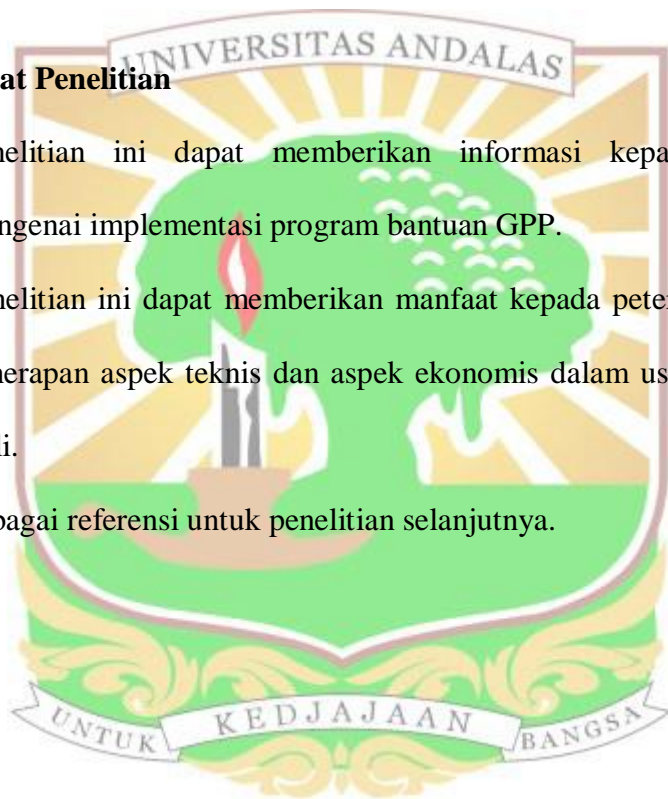 UNIVERSITAS ANDALAS
at Penelitian
nelitian ini dapat memberikan informasi kepa
ngenai implementasi program bantuan GPP.
nelitian ini dapat memberikan manfaat kepada peter
nerapan aspek teknis dan aspek ekonomis dalam us
li.
bagai referensi untuk penelitian selanjutnya.
UNTUK KEDJAJAAN BANGSA